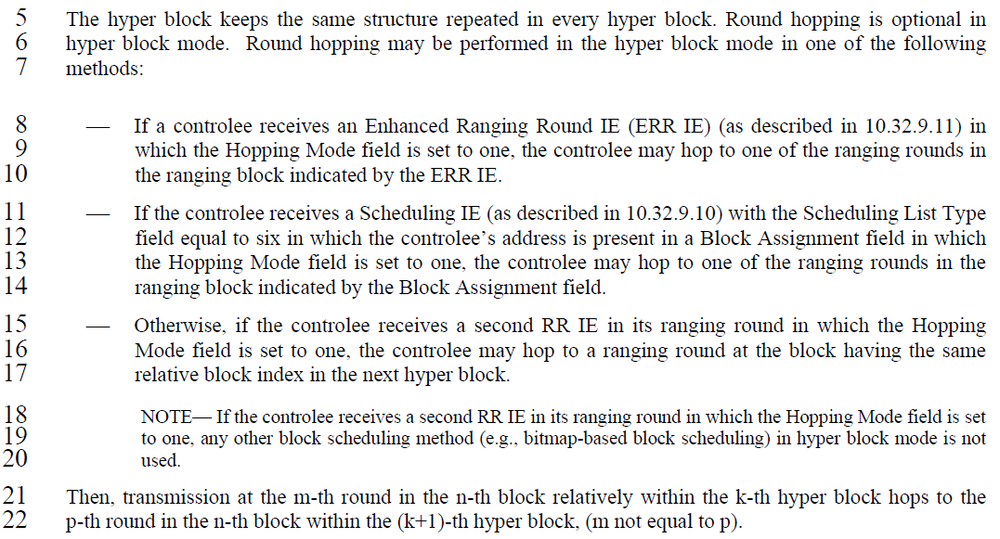 5 The hyper block keeps the same structure repeated in every hyper block. Round hopping is optional in
6 hyper block mode.  Round hopping may be performed in the hyper block mode in one of the following
7 methods:
8 — If a controlee receives an Enhanced Ranging Round IE (ERR IE) (as described in 10.32.9.11) in
9 which the Hopping Mode field is set to one, the controlee may hop to one of the ranging rounds in
10 the ranging block indicated by the ERR IE.
11 — If the controlee receives a Scheduling IE (as described in 10.32.9.10) with the Scheduling List Type
12 field equal to six in which the controlee's address is present in a Block Assignment field in which
13 the Hopping Mode field is set to one, the controlee may hop to one of the ranging rounds in the
14 ranging block indicated by the Block Assignment field.
15 — Otherwise, if the controlee receives a second RR IE in its ranging round in which the Hopping
16 Mode field is set to one, the controlee may hop to a ranging round at the block having the same
17 relative block index in the next hyper block.
18 NOTE— If the controlee receives a second RR IE in its ranging round in which the Hopping Mode field is set
19 to one, any other block scheduling method (e.g., bitmap-based block scheduling) in hyper block mode is not
20 used.
21 Then, transmission at the m-th round in the n-th block relatively within the k-th hyper block hops to the
22 p-th round in the n-th block within the (k+1)-th hyper block, (m not equal to p).